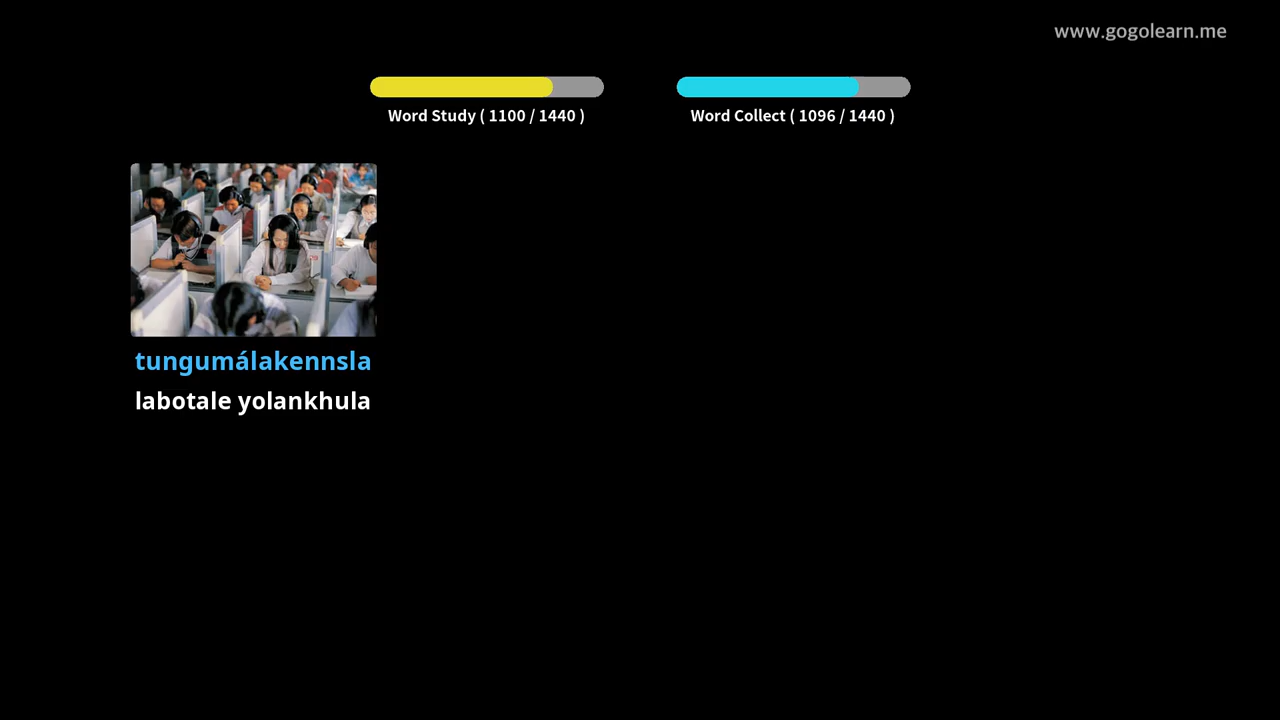 www.gogolearn.me
Word Study ( 1100 / 1440 )
Word Collect ( 1096 / 1440 )
tungumálakennsla
labotale yolankhula